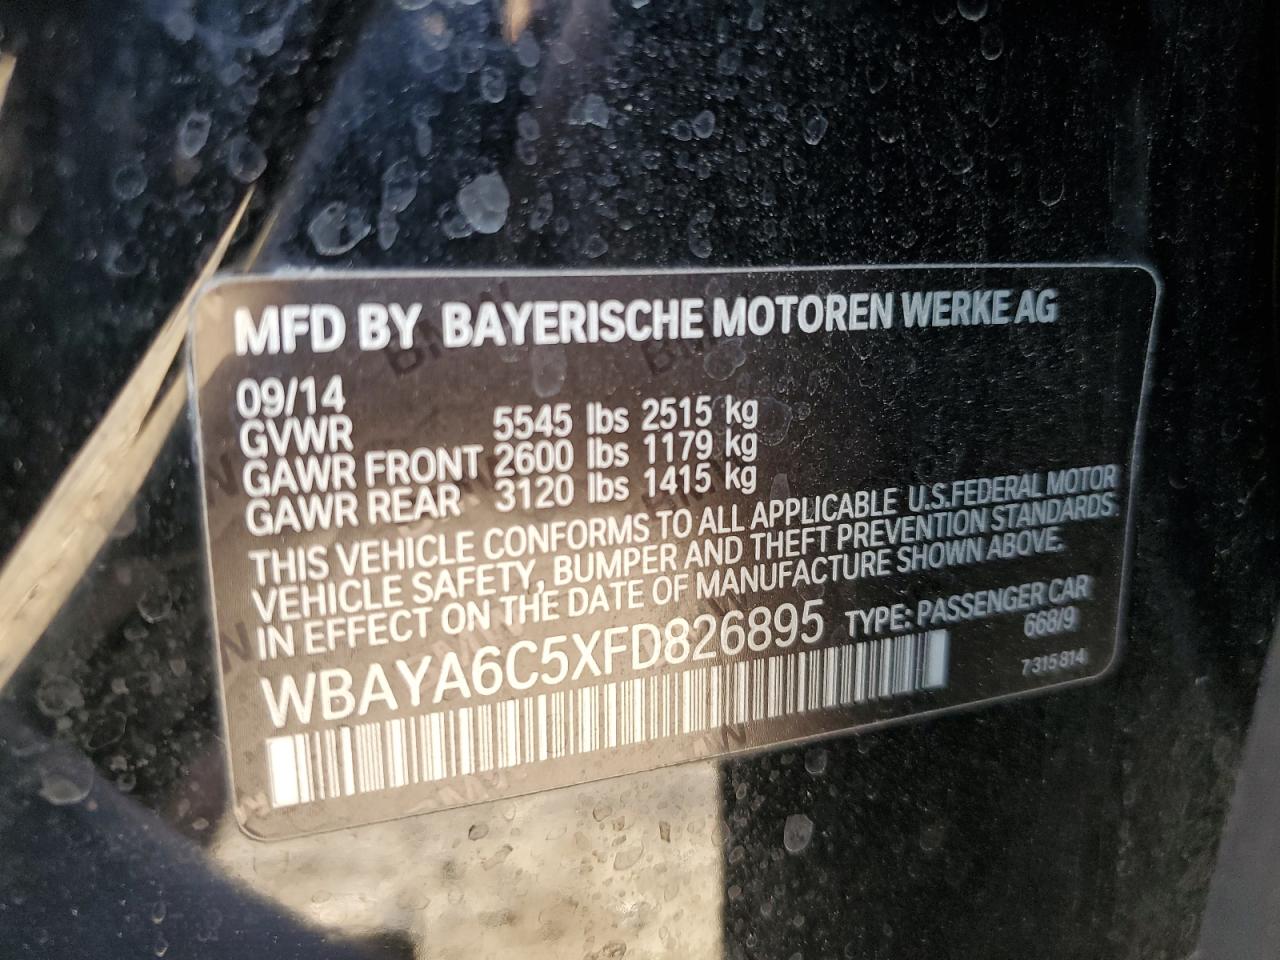 MFD BY BAYERISCHE MOTOREN WERKE AG
09/14
GVWR 5545 lbs 2515 kg
GAWR FRONT 2600 lbs 1179 kg
GAWR REAR 3120 lbs 1415 kg
THIS VEHICLE CONFORMS TO ALL APPLICABLE U.S.FEDERAL MOTOR
VEHICLE SAFETY, BUMPER AND THEFT PREVENTION STANDARDS
IN EFFECT ON THE DATE OF MANUFACTURE SHOWN ABOVE.
WBAYA6C5XFD826895 TYPE: PASSENGER CAR
668/9
7 315 814